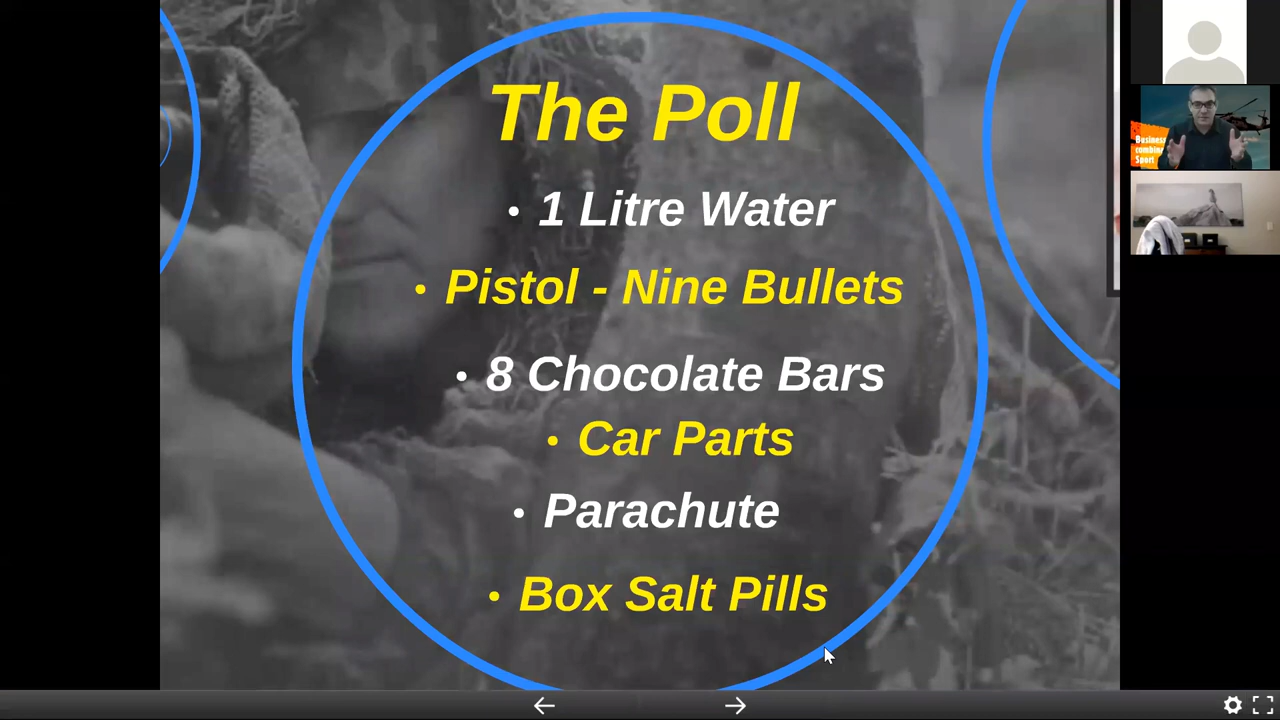 The Poll
• 1 Litre Water
• Pistol - Nine Bullets
• 8 Chocolate Bars
• Car Parts
• Parachute
• Box Salt Pills
Business
combin
Sport